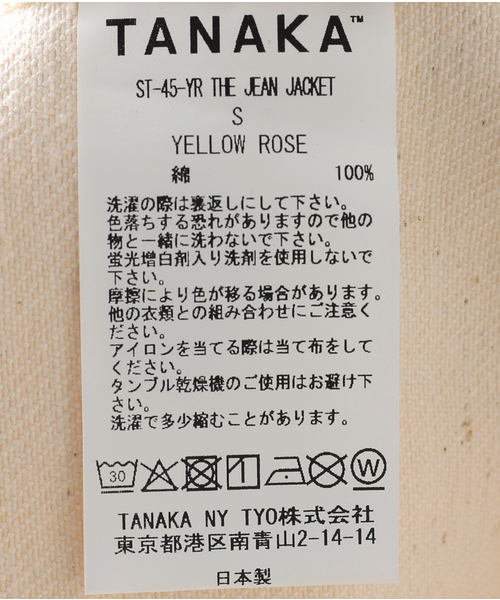 TANAKA™
ST-45-YR THE JEAN JACKET
S
YELLOW ROSE
綿 100%
洗濯の際は裏返しにして下さい。
色落ちする恐れがありますので他の
物と一緒に洗わないで下さい。
蛍光増白剤入り洗剤を使用しないで
下さい。
摩擦により色が移る場合があります。
他の衣類との組み合わせにご注意く
ださい。
アイロンを当てる際は当て布をして
ください。
タンブル乾燥機のご使用はお避け下
さい。
洗濯で多少縮むことがあります。
30 W
TANAKA NY TYO株式会社
東京都港区南青山2-14-14
日本製